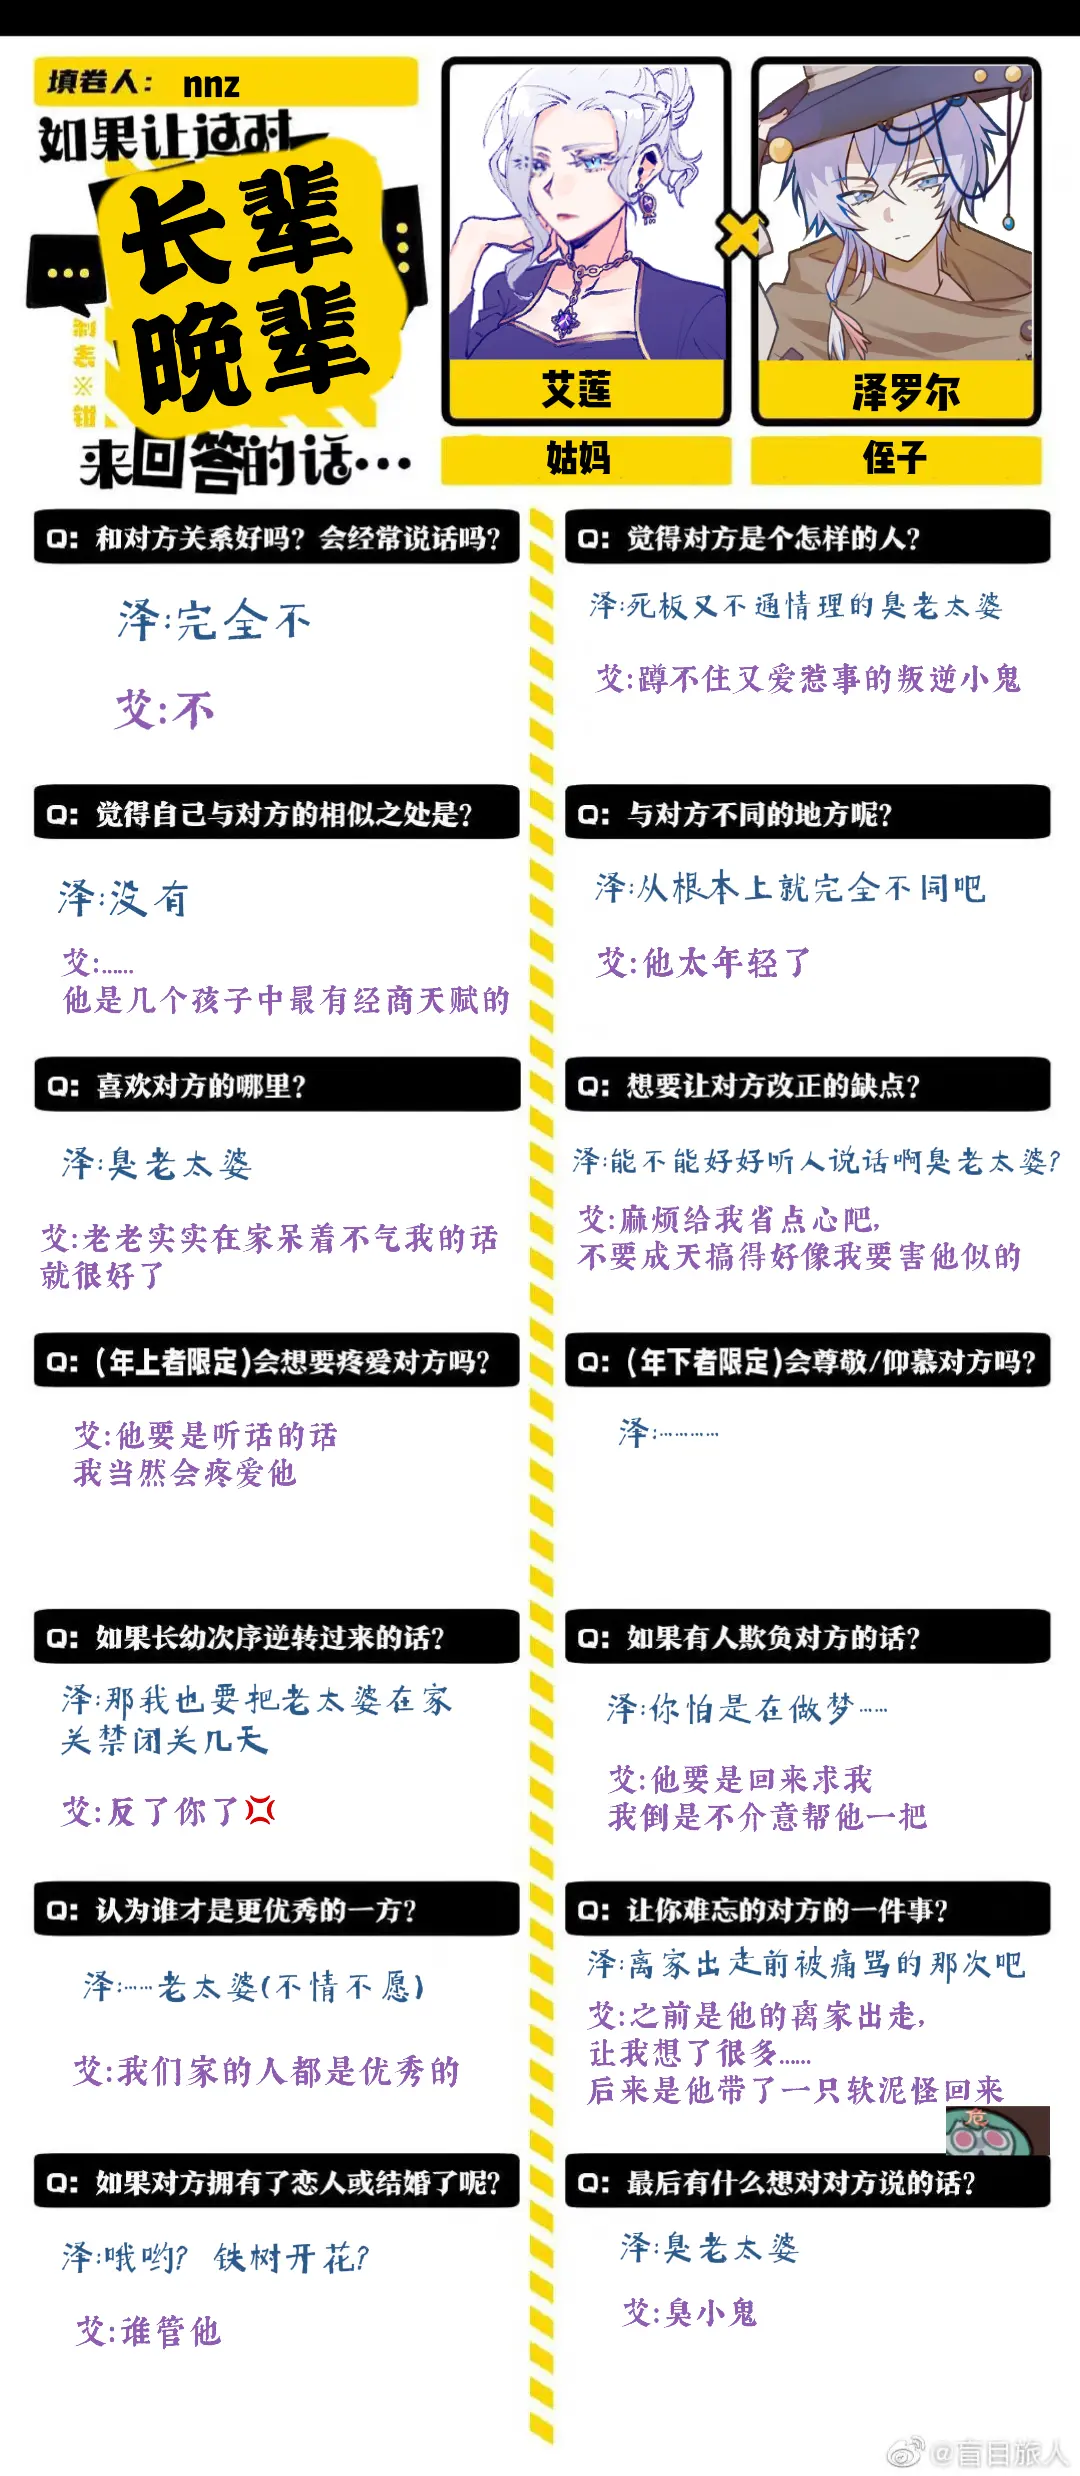 填卷人： nnz
如果让这对
长辈
晚辈
制表※钳
来回答的话…
艾莲
泽罗尔
姑妈
侄子
Q：和对方关系好吗？会经常说话吗？
泽:完全不
艾:不
Q：觉得对方是个怎样的人？
泽:死板又不通情理的臭老太婆
艾:蹲不住又爱惹事的叛逆小鬼
Q：觉得自己与对方的相似之处是？
泽:没有
艾:……
他是几个孩子中最有经商天赋的
Q：与对方不同的地方呢？
泽:从根本上就完全不同吧
艾:他太年轻了
Q：喜欢对方的哪里？
泽:臭老太婆
艾:老老实实在家呆着不气我的话
就很好了
Q：想要让对方改正的缺点？
泽:能不能好好听人说话啊臭老太婆?
艾:麻烦给我省点心吧,
不要成天搞得好像我要害他似的
Q：(年上者限定)会想要疼爱对方吗？
艾:他要是听话的话
我当然会疼爱他
Q：(年下者限定)会尊敬/仰慕对方吗？
泽:…………
Q：如果长幼次序逆转过来的话？
泽:那我也要把老太婆在家
关禁闭关几天
艾:反了你了💢
Q：如果有人欺负对方的话？
泽:你怕是在做梦……
艾:他要是回来求我
我倒是不介意帮他一把
Q：认为谁才是更优秀的一方？
泽:……老太婆(不情不愿)
艾:我们家的人都是优秀的
Q：让你难忘的对方的一件事？
泽:离家出走前被痛骂的那次吧
艾:之前是他的离家出走,
让我想了很多……
后来是他带了一只软泥怪回来
危
Q：如果对方拥有了恋人或结婚了呢？
泽:哦哟? 铁树开花?
艾:谁管他
Q：最后有什么想对对方说的话？
泽:臭老太婆
艾:臭小鬼
@盲目旅人